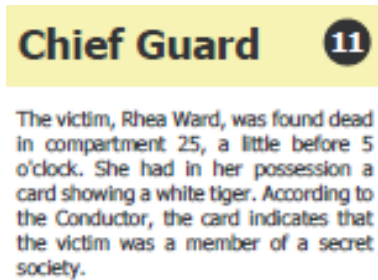 Chief Guard 11
The victim, Rhea Ward, was found dead
in compartment 25, a little before 5
o'clock. She had in her possession a
card showing a white tiger. According to
the Conductor, the card indicates that
the victim was a member of a secret
society.